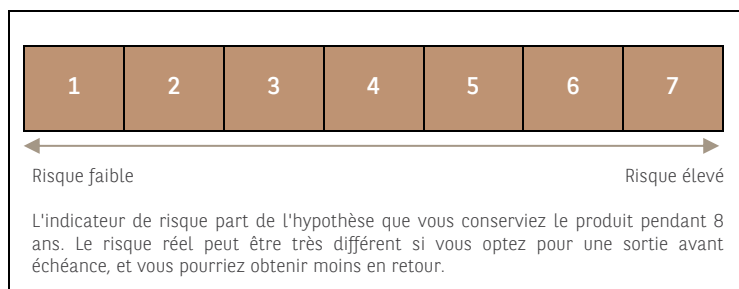 1 2 3 4 5 6 7
Risque faible Risque élevé
L'indicateur de risque part de l'hypothèse que vous conserviez le produit pendant 8
ans. Le risque réel peut être très différent si vous optez pour une sortie avant
échéance, et vous pourriez obtenir moins en retour.